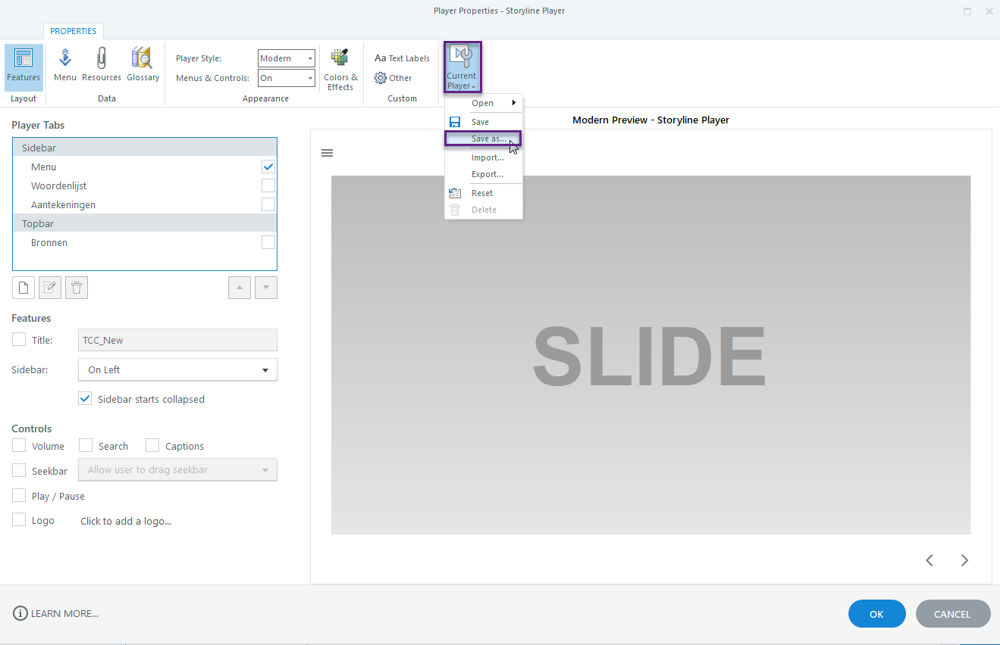 Player Properties - Storyline Player
PROPERTIES
Features
Layout
Menu
Resources
Glossary
Data
Player Style:
Modern
Menus & Controls:
On
Colors &
Effects
Appearance
Aa Text Labels
Other
Custom
Current
Player
Open
Save
Save as...
Import...
Export...
Reset
Delete
Player Tabs
Sidebar
Menu
Woordenlijst
Aantekeningen
Topbar
Bronnen
Features
Title:
TCC_New
Sidebar:
On Left
Sidebar starts collapsed
Controls
Volume
Search
Captions
Seekbar
Allow user to drag seekbar
Play / Pause
Logo
Click to add a logo...
Modern Preview - Storyline Player
SLIDE
LEARN MORE...
OK
CANCEL